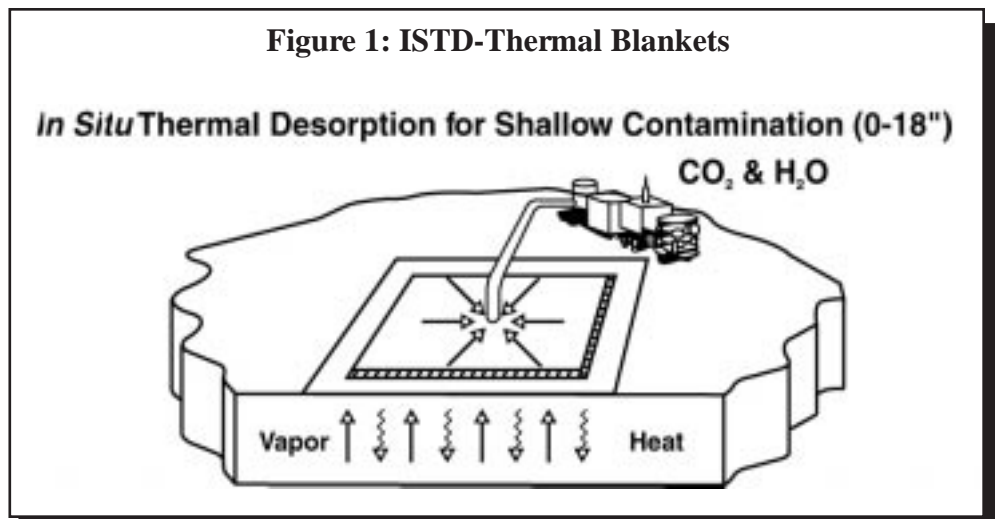 Figure 1: ISTD-Thermal Blankets
In Situ Thermal Desorption for Shallow Contamination (0-18")
CO₂ & H₂O
Vapor
Heat